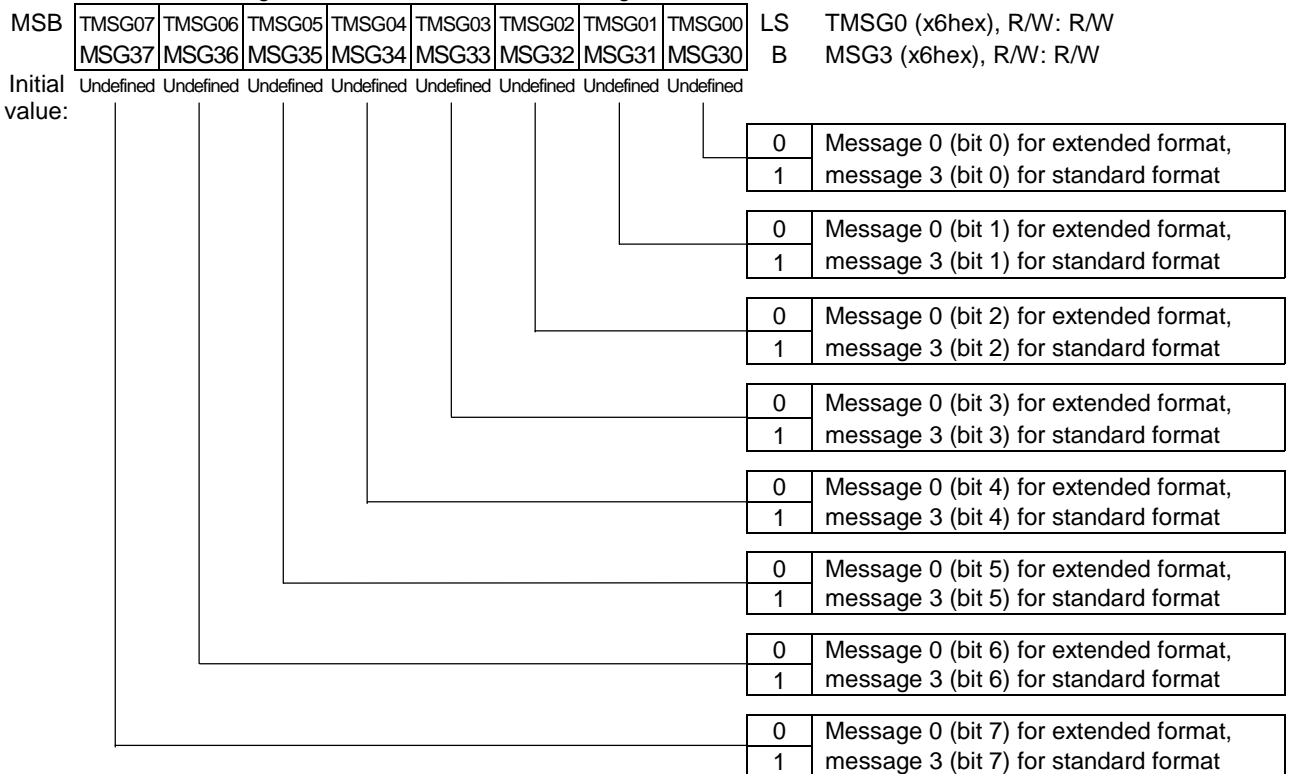 MSB TMSG07 TMSG06 TMSG05 TMSG04 TMSG03 TMSG02 TMSG01 TMSG00 LS TMSG0 (x6hex), R/W: R/W
MSG37 MSG36 MSG35 MSG34 MSG33 MSG32 MSG31 MSG30 B MSG3 (x6hex), R/W: R/W
Initial Undefined Undefined Undefined Undefined Undefined Undefined Undefined Undefined
value:
0 Message 0 (bit 0) for extended format,
1 message 3 (bit 0) for standard format
0 Message 0 (bit 1) for extended format,
1 message 3 (bit 1) for standard format
0 Message 0 (bit 2) for extended format,
1 message 3 (bit 2) for standard format
0 Message 0 (bit 3) for extended format,
1 message 3 (bit 3) for standard format
0 Message 0 (bit 4) for extended format,
1 message 3 (bit 4) for standard format
0 Message 0 (bit 5) for extended format,
1 message 3 (bit 5) for standard format
0 Message 0 (bit 6) for extended format,
1 message 3 (bit 6) for standard format
0 Message 0 (bit 7) for extended format,
1 message 3 (bit 7) for standard format